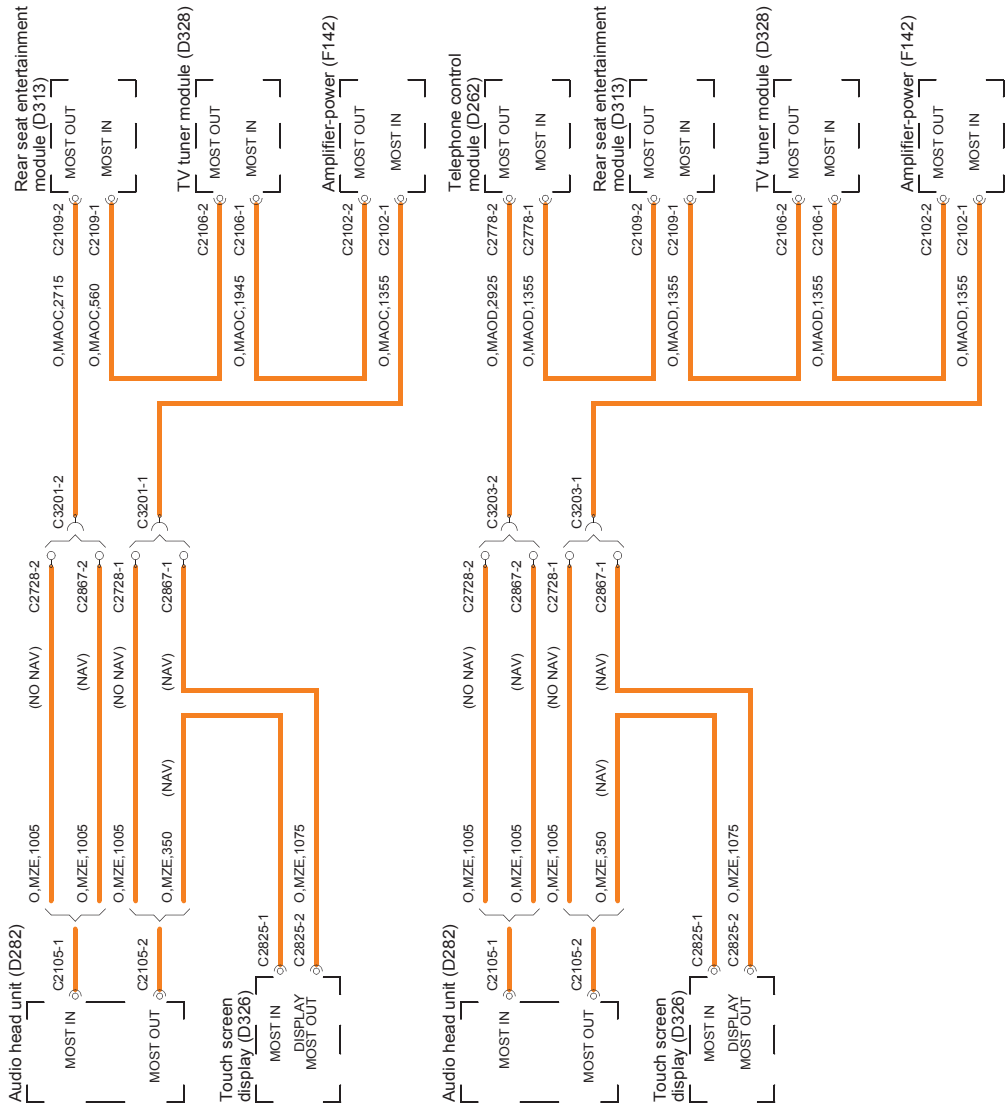 Audio head unit (D282)
Rear seat entertainment
module (D313)
O,MZE,1005
(NO NAV)
C2728-2
C2105-1
C3201-2
O,MAOC,2715
C2109-2
MOST IN
MOST OUT
O,MZE,1005
(NAV)
C2867-2
O,MAOC,560
C2109-1
MOST IN
O,MZE,1005
(NO NAV)
C2728-1
C2105-2
C3201-1
MOST OUT
O,MZE,350
(NAV)
(NAV)
C2867-1
TV tuner module (D328)
C2106-2
MOST OUT
Touch screen
display (D326)
O,MAOC,1945
C2106-1
MOST IN
C2825-1
MOST IN
C2825-2
O,MZE,1075
DISPLAY
MOST OUT
Amplifier-power (F142)
C2102-2
MOST OUT
O,MAOC,1355
C2102-1
MOST IN
Audio head unit (D282)
Telephone control
module (D262)
O,MZE,1005
(NO NAV)
C2728-2
C2105-1
C3203-2
O,MAOD,2925
C2778-2
MOST IN
MOST OUT
O,MZE,1005
(NAV)
C2867-2
O,MAOD,1355
C2778-1
MOST IN
O,MZE,1005
(NO NAV)
C2728-1
C2105-2
C3203-1
MOST OUT
O,MZE,350
(NAV)
(NAV)
C2867-1
Rear seat entertainment
module (D313)
C2109-2
MOST OUT
Touch screen
display (D326)
O,MAOD,1355
C2109-1
MOST IN
C2825-1
MOST IN
C2825-2
O,MZE,1075
DISPLAY
MOST OUT
TV tuner module (D328)
C2106-2
MOST OUT
O,MAOD,1355
C2106-1
MOST IN
Amplifier-power (F142)
C2102-2
MOST OUT
O,MAOD,1355
C2102-1
MOST IN